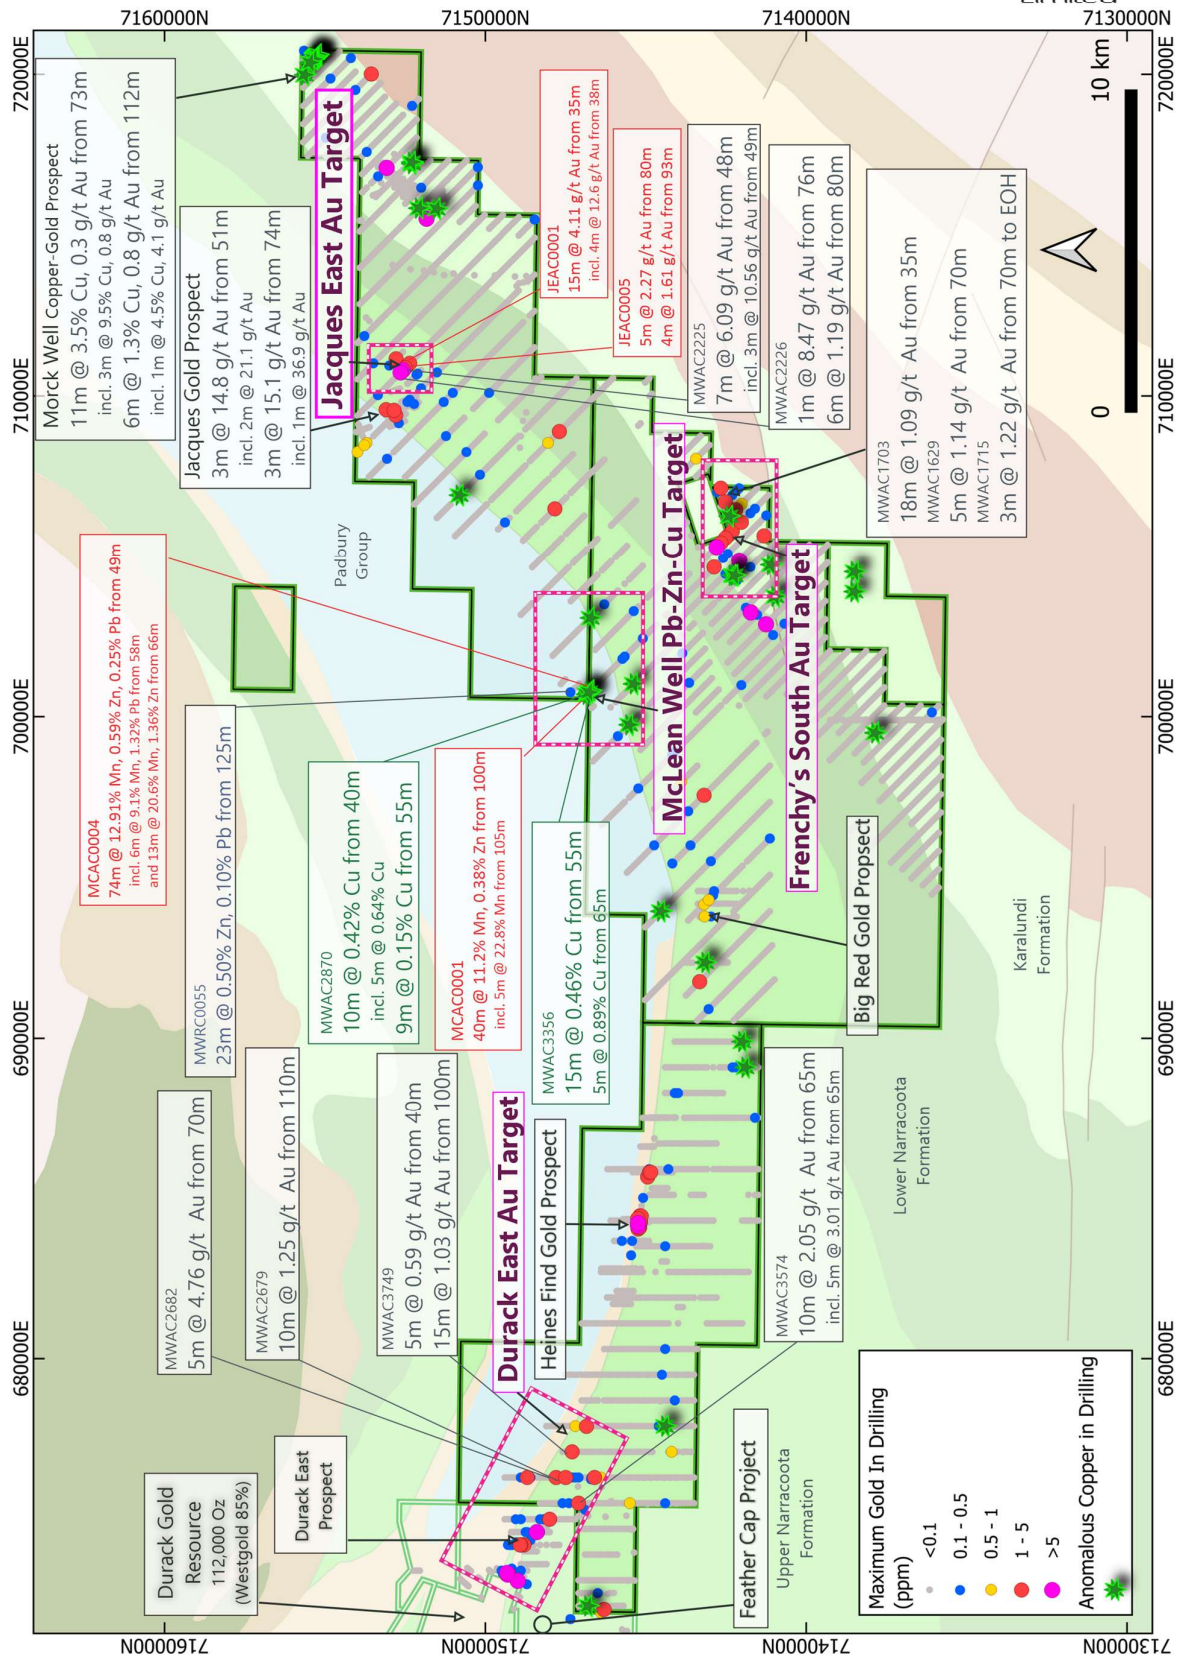 680000E
690000E
700000E
710000E
720000E
7160000N
7160000N
Durack Gold
Resource
112,000 Oz
(Westgold 85%)
Durack East
Prospect
MWAC2682
5m @ 4.76 g/t Au from 70m
MWAC2679
10m @ 1.25 g/t Au from 110m
MWAC3749
5m @ 0.59 g/t Au from 40m
15m @ 1.03 g/t Au from 100m
Durack East Au Target
Heines Find Gold Prospect
MCAC0004
74m @ 12.91% Mn, 0.59% Zn, 0.25% Pb from 49m
incl. 6m @ 9.1% Mn, 1.32% Pb from 58m
and 13m @ 20.6% Mn, 1.36% Zn from 66m
MWRC0055
23m @ 0.50% Zn, 0.10% Pb from 125m
MWAC2870
10m @ 0.42% Cu from 40m
incl. 5m @ 0.64% Cu
9m @ 0.15% Cu from 55m
MCAC0001
40m @ 11.2% Mn, 0.38% Zn from 100m
incl. 5m @ 22.8% Mn from 105m
MWAC3356
15m @ 0.46% Cu from 55m
5m @ 0.89% Cu from 65m
Padbury
Group
Morck Well Copper-Gold Prospect
11m @ 3.5% Cu, 0.3 g/t Au from 73m
incl. 3m @ 9.5% Cu, 0.8 g/t Au
6m @ 1.3% Cu, 0.8 g/t Au from 112m
incl. 1m @ 4.5% Cu, 4.1 g/t Au
Jacques Gold Prospect
3m @ 14.8 g/t Au from 51m
incl. 2m @ 21.1 g/t Au
3m @ 15.1 g/t Au from 74m
incl. 1m @ 36.9 g/t Au
Jacques East Au Target
7150000N
7150000N
JEAC0001
15m @ 4.11 g/t Au from 35m
incl. 4m @ 12.6 g/t Au from 38m
JEAC0005
5m @ 2.27 g/t Au from 80m
4m @ 1.61 g/t Au from 93m
MWAC2225
7m @ 6.09 g/t Au from 48m
incl. 3m @ 10.56 g/t Au from 49m
MWAC2226
1m @ 8.47 g/t Au from 76m
6m @ 1.19 g/t Au from 80m
McLean Well Pb-Zn-Cu Target
Frenchy's South Au Target
MWAC1703
18m @ 1.09 g/t Au from 35m
MWAC1629
5m @ 1.14 g/t Au from 70m
MWAC1715
3m @ 1.22 g/t Au from 70m to EOH
Feather Cap Project
MWAC3574
10m @ 2.05 g/t Au from 65m
incl. 5m @ 3.01 g/t Au from 65m
Big Red Gold Propsect
7140000N
7140000N
Upper Narracoota
Formation
Lower Narracoota
Formation
Karalundi
Formation
Maximum Gold In Drilling
(ppm)
<0.1
0.1 - 0.5
0.5 - 1
1 - 5
>5
Anomalous Copper in Drilling
0
10 km
7130000N
7130000N
680000E
690000E
700000E
710000E
720000E